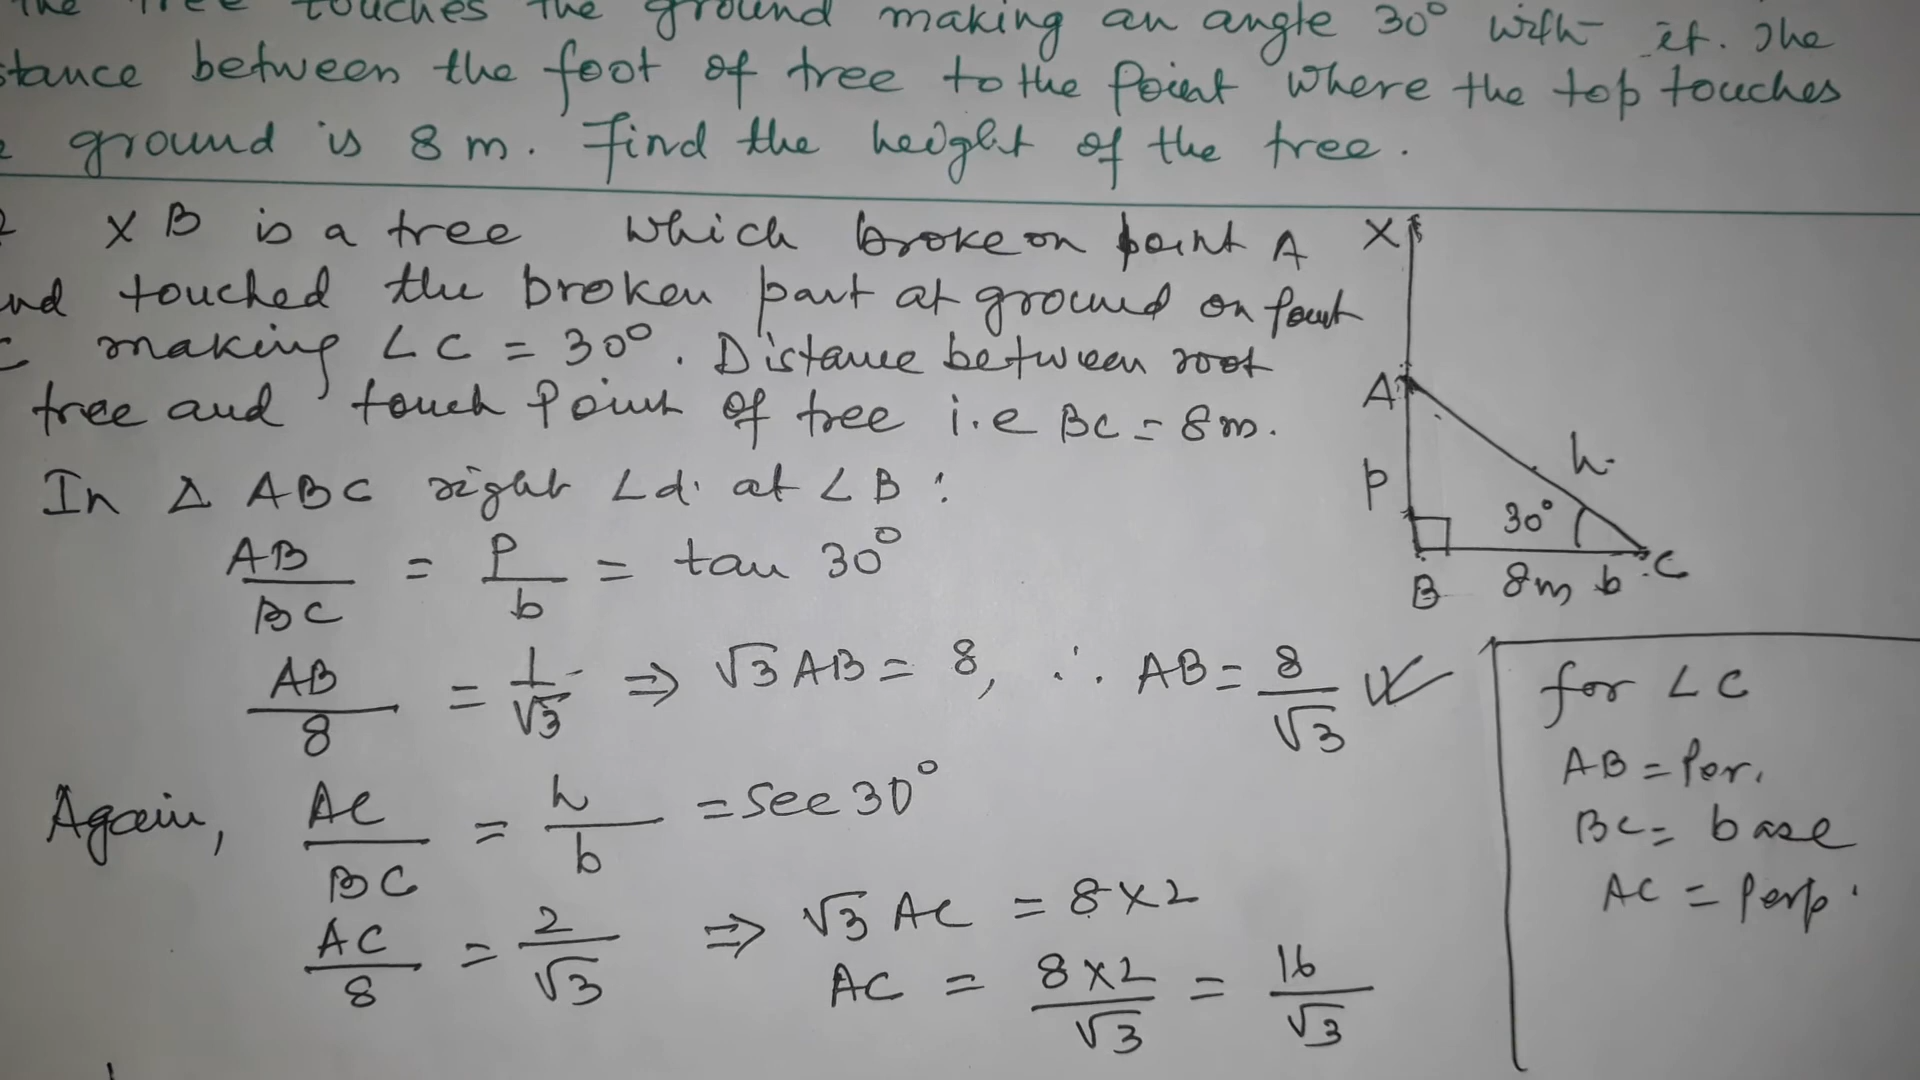 the tree touches the ground making an angle 30° with it. The
stance between the foot of tree to the point where the top touches
ground is 8 m. Find the height of the tree.
XB is a tree which broke on point A
nd touched the broken part at ground on point
C making ∠C = 30°. Distance between root
tree and touch point of tree i.e BC = 8m.
In Δ ABC right ∠d. at ∠B :
AB/BC = P/b = tan 30°
AB/8 = 1/√3 ⇒ √3 AB = 8, ∴ AB = 8/√3
Again, AC/BC = h/b = sec 30°
AC/8 = 2/√3 ⇒ √3 AC = 8×2
AC = 8×2/√3 = 16/√3
X
A
h
P
30°
B 8m b C
for ∠C
AB = Per.
BC = base
AC = Perp.